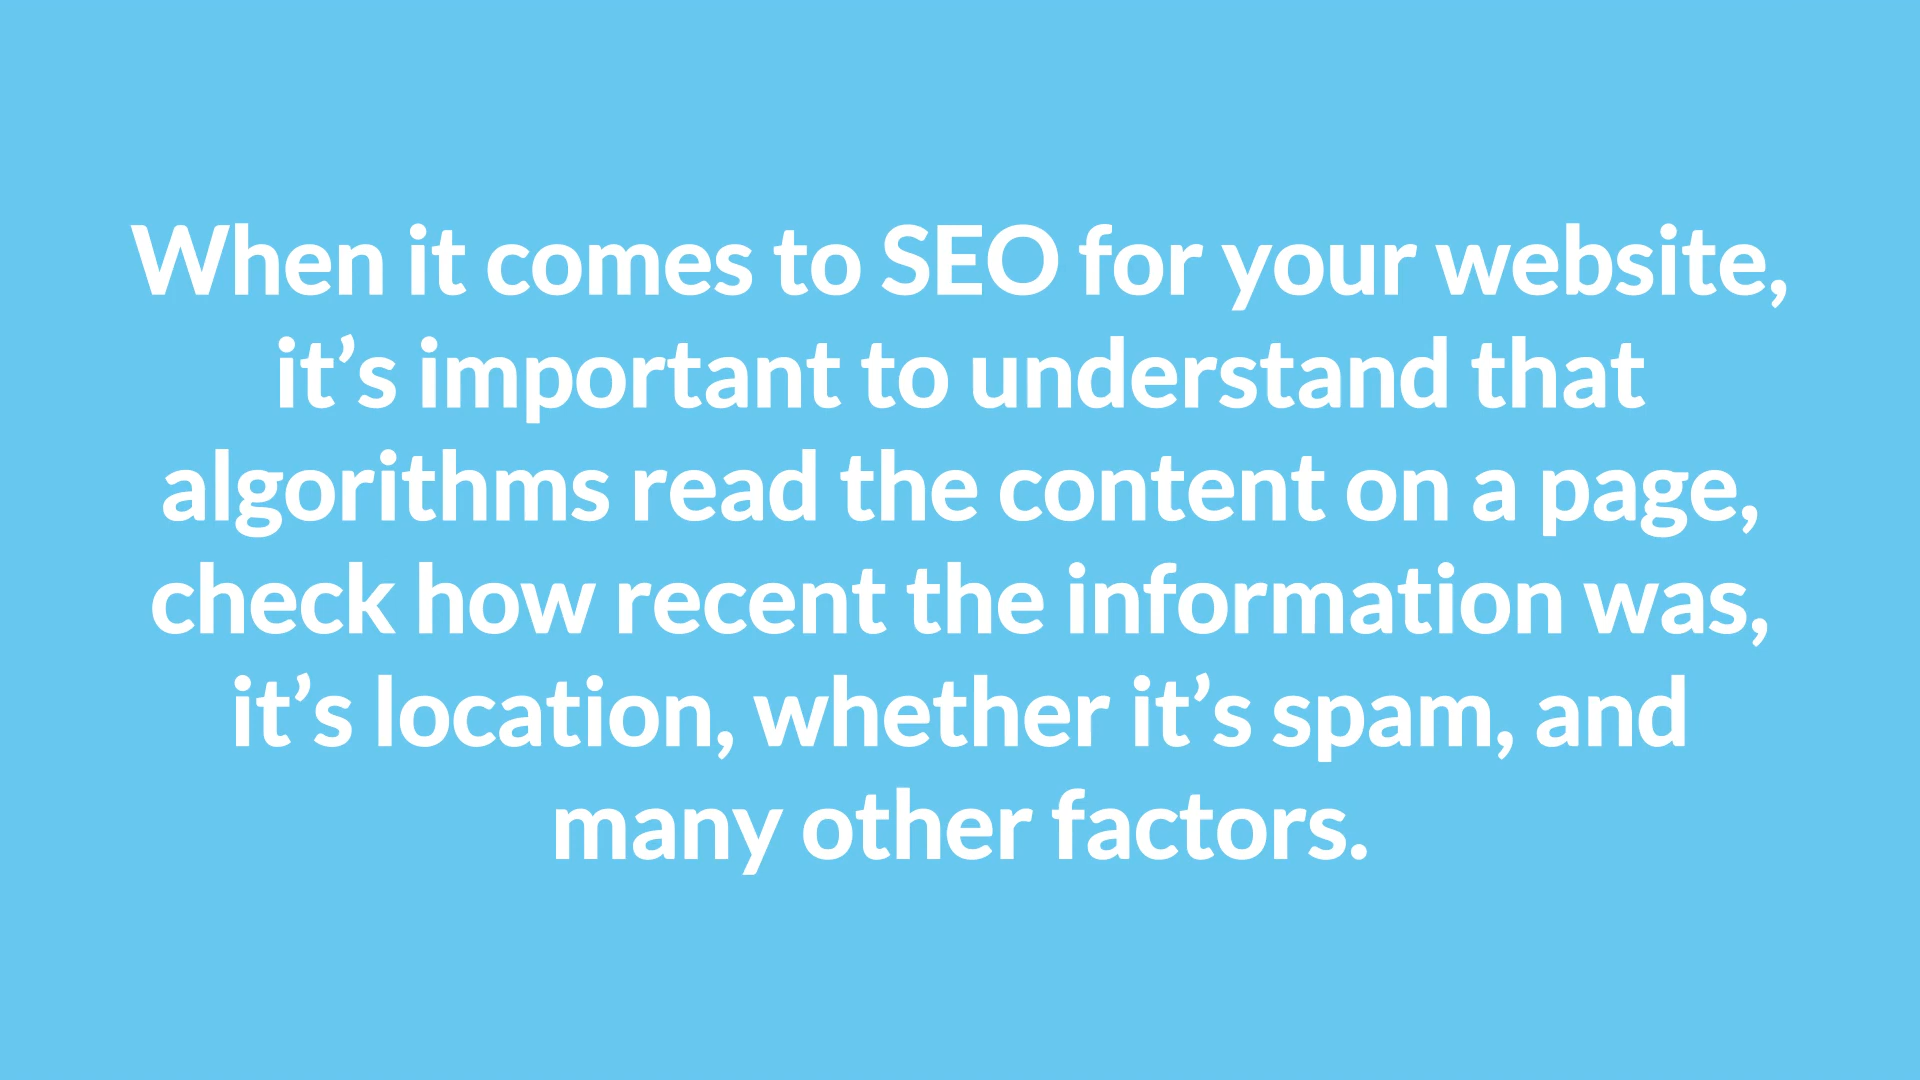 When it comes to SEO for your website,
it’s important to understand that
algorithms read the content on a page,
check how recent the information was,
it’s location, whether it’s spam, and
many other factors.